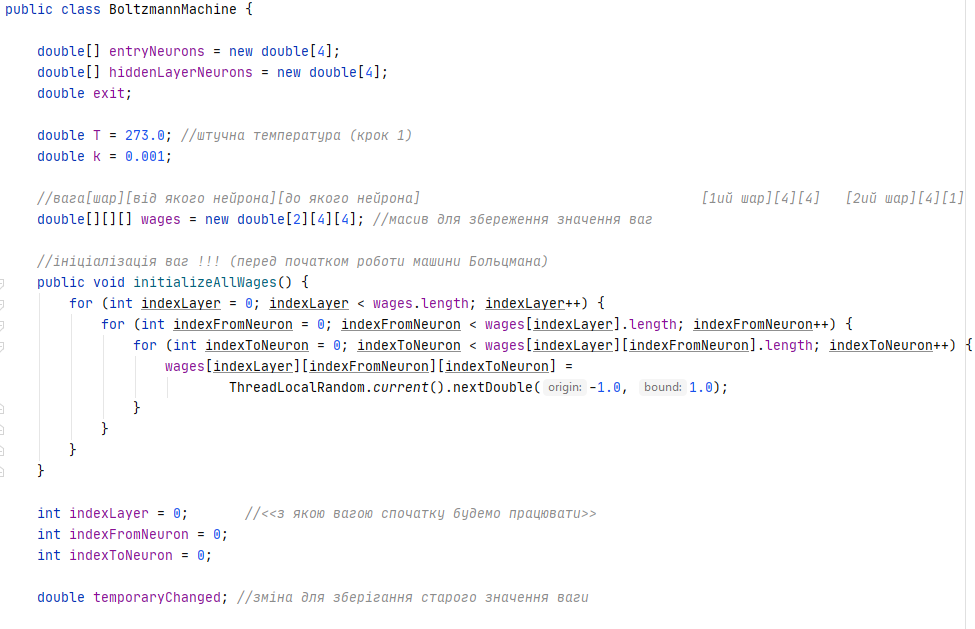 public class BoltzmannMachine {
double[] entryNeurons = new double[4];
double[] hiddenLayerNeurons = new double[4];
double exit;
double T = 273.0; //штучна температура (крок 1)
double k = 0.001;
//вага[шар][від якого нейрона][до якого нейрона] [1ий шар][4][4] [2ий шар][4][1]
double[][][] wages = new double[2][4][4]; //масив для збереження значення ваг
//ініціалізація ваг !!! (перед початком роботи машини Больцмана)
public void initializeAllWages() {
for (int indexLayer = 0; indexLayer < wages.length; indexLayer++) {
for (int indexFromNeuron = 0; indexFromNeuron < wages[indexLayer].length; indexFromNeuron++) {
for (int indexToNeuron = 0; indexToNeuron < wages[indexLayer][indexFromNeuron].length; indexToNeuron++) {
wages[indexLayer][indexFromNeuron][indexToNeuron] =
ThreadLocalRandom.current().nextDouble( origin: -1.0, bound: 1.0);
}
}
}
}
int indexLayer = 0; //<<з якою вагою спочатку будемо працювати>>
int indexFromNeuron = 0;
int indexToNeuron = 0;
double temporaryChanged; //зміна для зберігання старого значення ваги